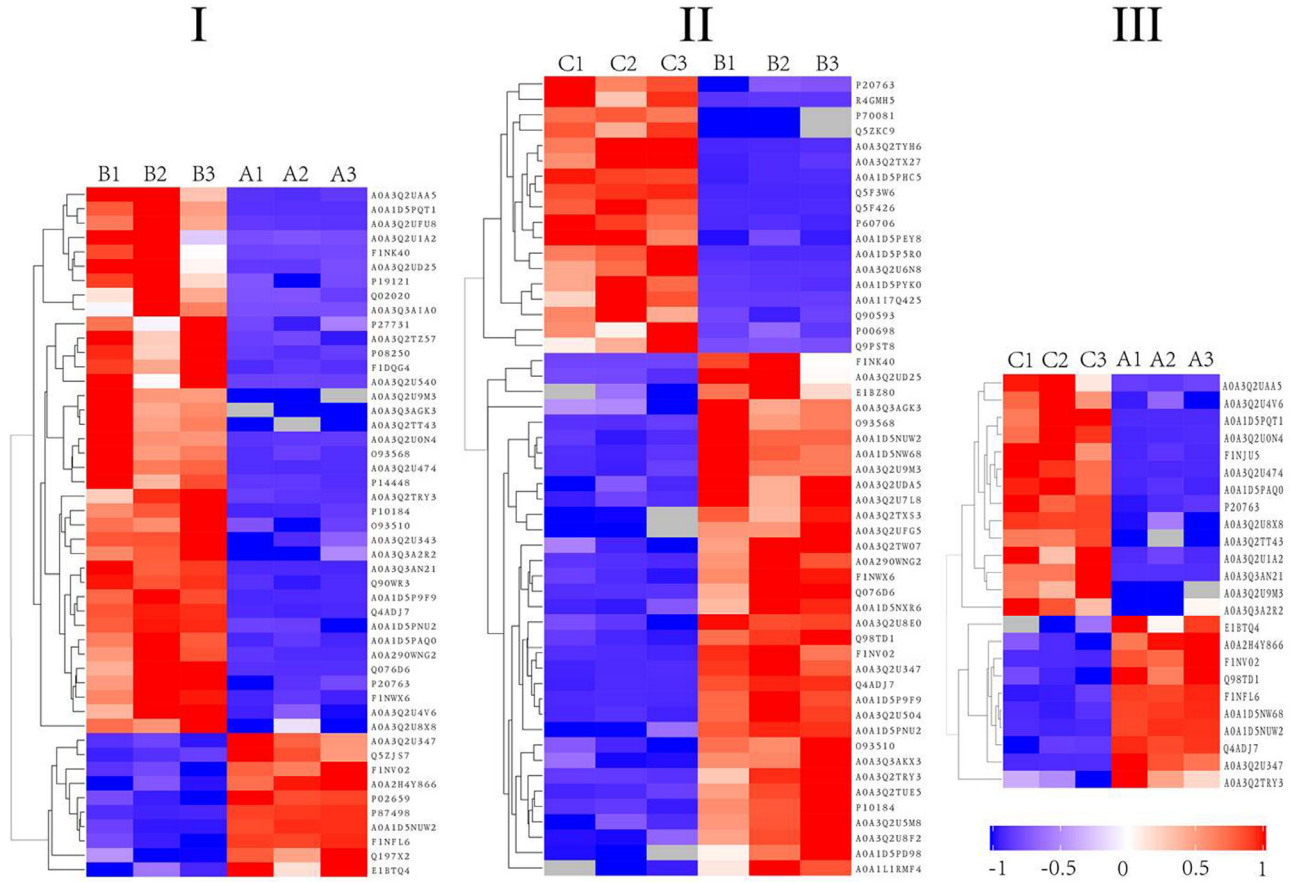 I
II
III
B1 B2 B3 A1 A2 A3
A0A3Q2UAA5
A0A1D5PQT1
A0A3Q2UFU8
A0A3Q2U1A2
F1NK40
A0A3Q2UD25
P19121
Q02020
A0A3Q3AIA0
P27731
A0A3Q2TZ57
P08250
F1DQG4
A0A3Q2U540
A0A3Q2U9M3
A0A3Q3AGK3
A0A3Q2TT43
A0A3Q2U0N4
O93568
A0A3Q2U474
P14448
A0A3Q2TRY3
P10184
O93510
A0A3Q2U343
A0A3Q3A2R2
A0A3Q3AN21
Q90WR3
A0A1D5P9F9
Q4ADJ7
A0A1D5PNU2
A0A1D5PAQ0
A0A290WNG2
Q076D6
P20763
F1NWX6
A0A3Q2U4V6
A0A3Q2U8X8
A0A3Q2U347
Q5ZJS7
F1NV02
A0A2H4Y866
P02659
P87498
A0A1D5NUW2
F1NFL6
Q197X2
E1BTQ4
C1 C2 C3 B1 B2 B3
P20763
R4GMH5
P70081
Q5ZKC9
A0A3Q2TYH6
A0A3Q2TX27
A0A1D5PHC5
Q5F3W6
Q5F426
P60706
A0A1D5PEY8
A0A1D5P5R0
A0A3Q2U6N8
A0A1D5PYK0
A0A1I7Q425
Q90593
P00698
Q9PST8
F1NK40
A0A3Q2UD25
E1BZ80
A0A3Q3AGK3
O93568
A0A1D5NUW2
A0A1D5NW68
A0A3Q2U9M3
A0A3Q2UDA5
A0A3Q2U7L8
A0A3Q2TXS3
A0A3Q2UFG5
A0A3Q2TW07
A0A290WNG2
F1NWX6
Q076D6
A0A1D5NXR6
A0A3Q2U8E0
Q98TD1
F1NV02
A0A3Q2U347
Q4ADJ7
A0A1D5P9F9
A0A3Q2U504
A0A1D5PNU2
O93510
A0A3Q3AKX3
A0A3Q2TRY3
A0A3Q2TUE5
P10184
A0A3Q2U5M8
A0A3Q2U8F2
A0A1D5PD98
A0A1L1RMF4
C1 C2 C3 A1 A2 A3
A0A3Q2UAA5
A0A3Q2U4V6
A0A1D5PQT1
A0A3Q2U0N4
F1NJU5
A0A3Q2U474
A0A1D5PAQ0
P20763
A0A3Q2U8X8
A0A3Q2TT43
A0A3Q2U1A2
A0A3Q3AN21
A0A3Q2U9M3
A0A3Q3A2R2
E1BTQ4
A0A2H4Y866
F1NV02
Q98TD1
F1NFL6
A0A1D5NW68
A0A1D5NUW2
Q4ADJ7
A0A3Q2U347
A0A3Q2TRY3
-1 -0.5 0 0.5 1